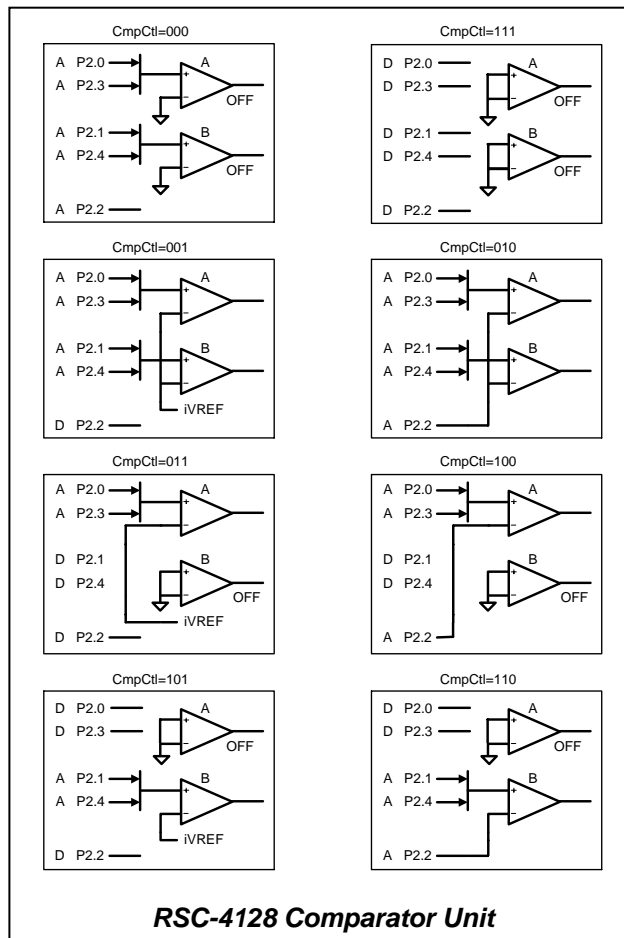 CmpCtl=000
A P2.0
A P2.3
A P2.1
A P2.4
A P2.2
A
+
−
OFF
B
+
−
OFF
CmpCtl=111
D P2.0
D P2.3
D P2.1
D P2.4
D P2.2
A
+
−
OFF
B
+
−
OFF
CmpCtl=001
A P2.0
A P2.3
A P2.1
A P2.4
D P2.2
A
+
−
B
+
−
iVREF
CmpCtl=010
A P2.0
A P2.3
A P2.1
A P2.4
A P2.2
A
+
−
B
+
−
CmpCtl=011
A P2.0
A P2.3
D P2.1
D P2.4
D P2.2
A
+
−
B
+
−
OFF
iVREF
CmpCtl=100
A P2.0
A P2.3
D P2.1
D P2.4
A P2.2
A
+
−
B
+
−
OFF
CmpCtl=101
D P2.0
D P2.3
A P2.1
A P2.4
D P2.2
A
+
−
OFF
B
+
−
iVREF
CmpCtl=110
D P2.0
D P2.3
A P2.1
A P2.4
A P2.2
A
+
−
OFF
B
+
−
RSC-4128 Comparator Unit